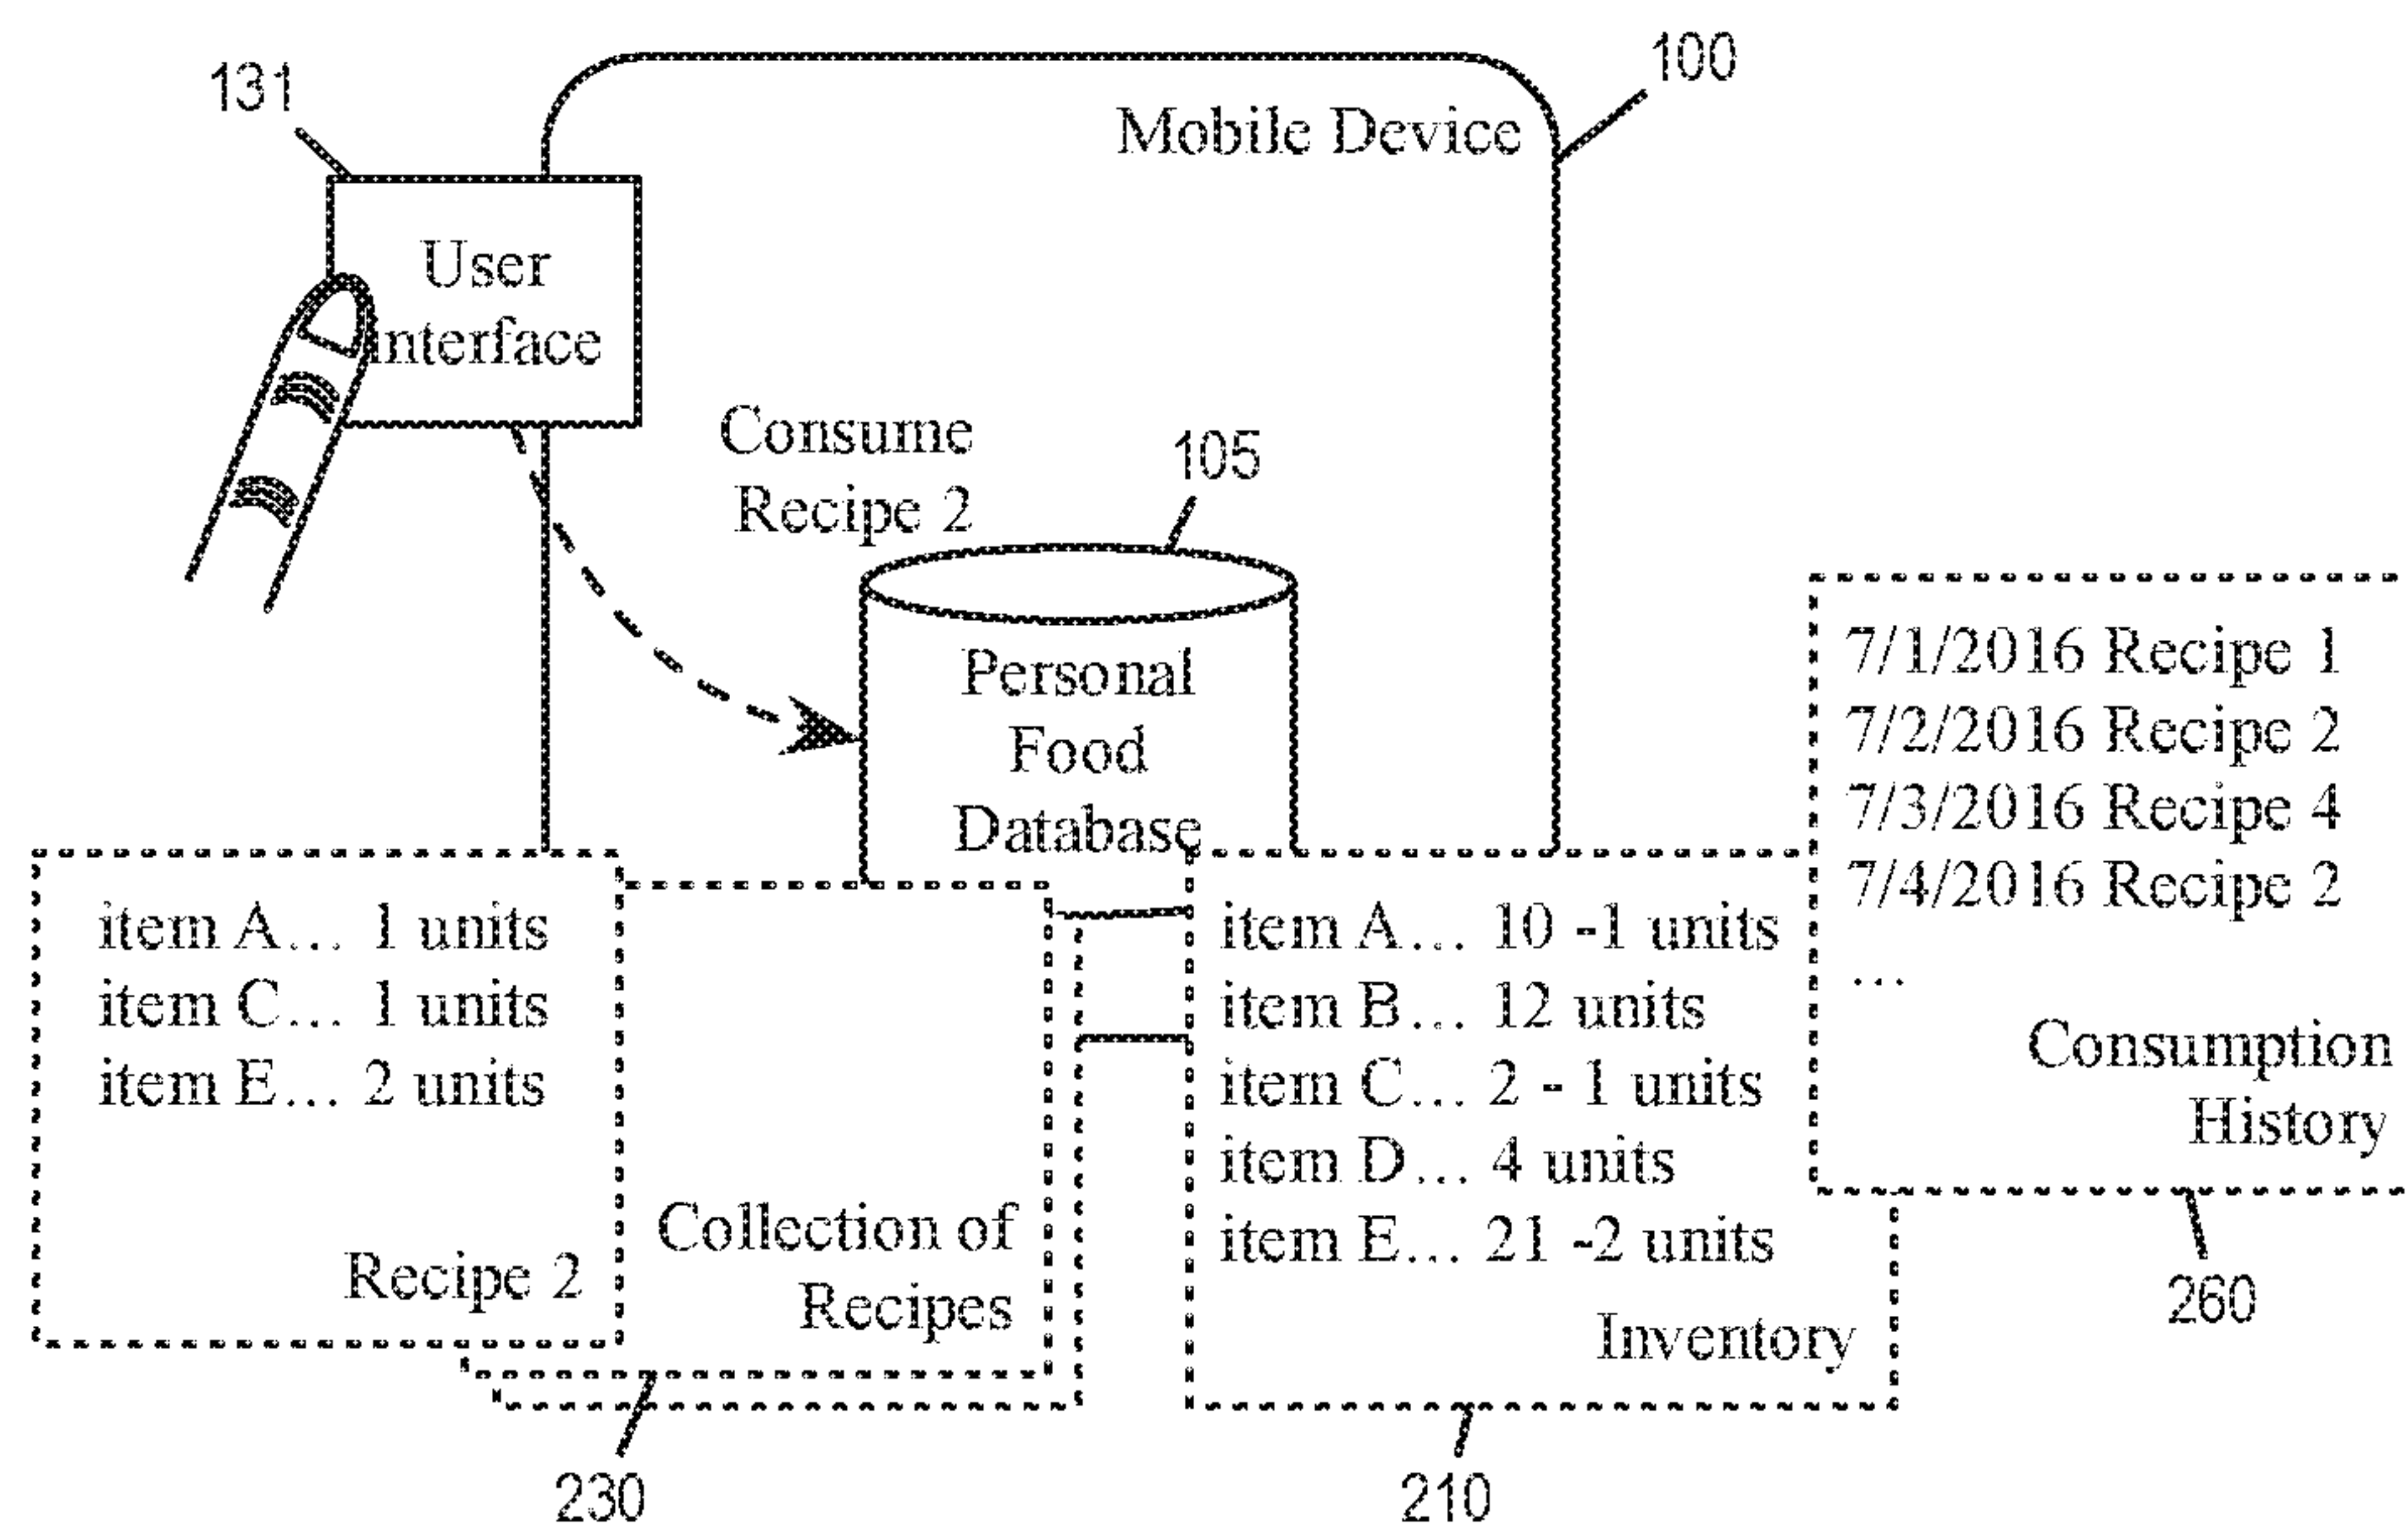 131
100
Mobile Device
User
Interface
Consume
Recipe 2
105
Personal
Food
Database
7/1/2016 Recipe 1
7/2/2016 Recipe 2
7/3/2016 Recipe 4
7/4/2016 Recipe 2
...
Consumption
History
260
item A... 1 units
item C... 1 units
item E... 2 units
Recipe 2
Collection of
Recipes
230
item A... 10 -1 units
item B... 12 units
item C... 2 - 1 units
item D... 4 units
item E... 21 -2 units
Inventory
210